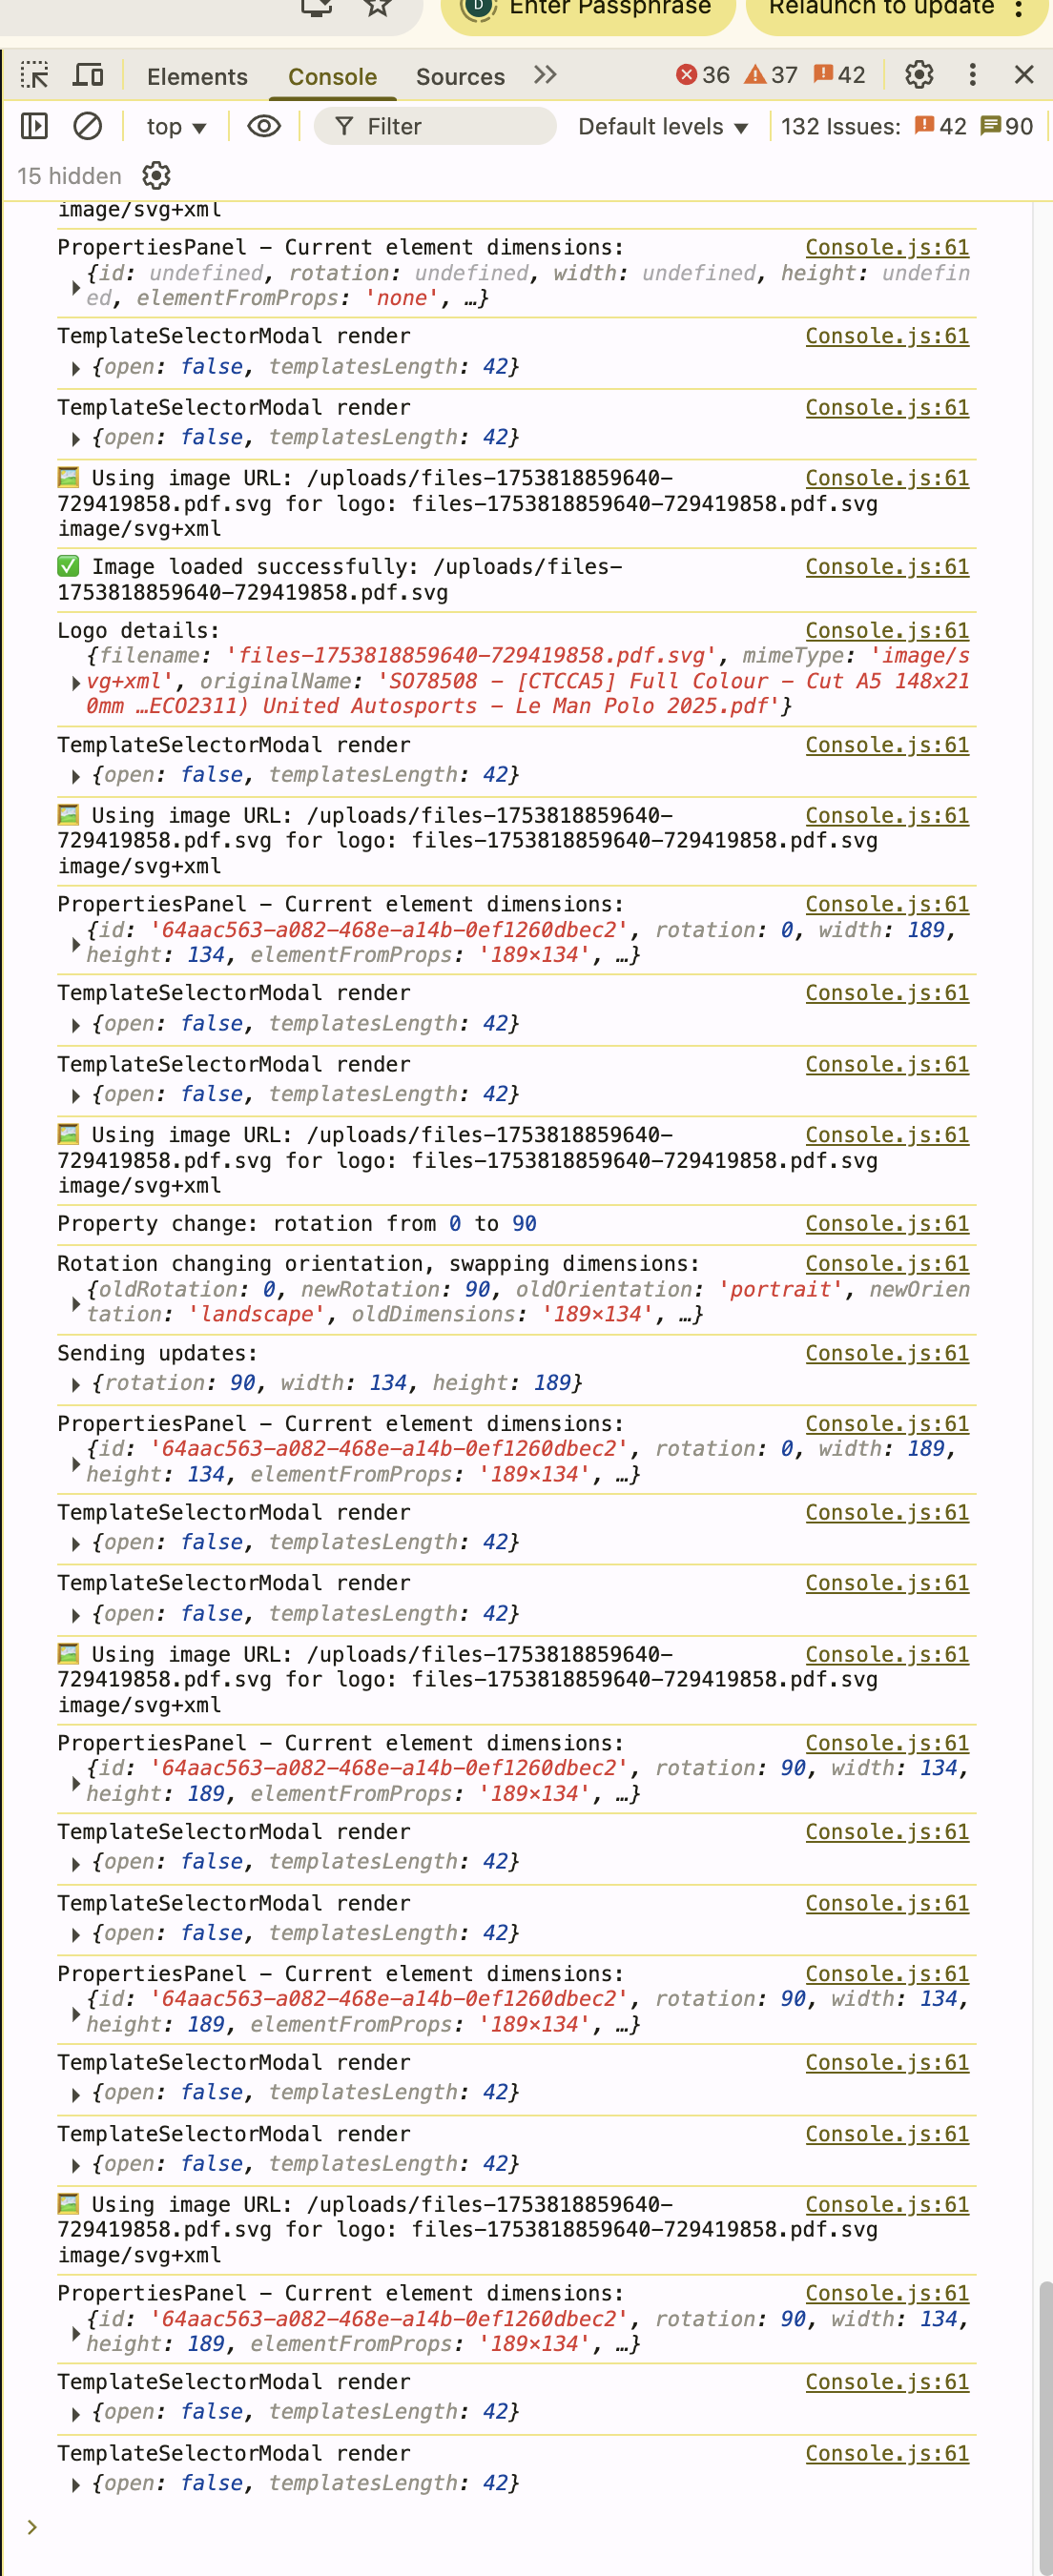 D Enter Passphrase Relaunch to update
Elements Console Sources 36 37 42
top Filter Default levels 132 Issues: 42 90
15 hidden
image/svg+xml
PropertiesPanel – Current element dimensions: Console.js:61
{id: undefined, rotation: undefined, width: undefined, height: undefin
ed, elementFromProps: 'none', …}
TemplateSelectorModal render Console.js:61
{open: false, templatesLength: 42}
TemplateSelectorModal render Console.js:61
{open: false, templatesLength: 42}
🖼️ Using image URL: /uploads/files-1753818859640- Console.js:61
729419858.pdf.svg for logo: files-1753818859640-729419858.pdf.svg
image/svg+xml
✅ Image loaded successfully: /uploads/files- Console.js:61
1753818859640-729419858.pdf.svg
Logo details: Console.js:61
{filename: 'files-1753818859640-729419858.pdf.svg', mimeType: 'image/s
vg+xml', originalName: 'SO78508 – [CTCCA5] Full Colour – Cut A5 148x21
0mm …ECO2311) United Autosports – Le Man Polo 2025.pdf'}
TemplateSelectorModal render Console.js:61
{open: false, templatesLength: 42}
🖼️ Using image URL: /uploads/files-1753818859640- Console.js:61
729419858.pdf.svg for logo: files-1753818859640-729419858.pdf.svg
image/svg+xml
PropertiesPanel – Current element dimensions: Console.js:61
{id: '64aac563-a082-468e-a14b-0ef1260dbec2', rotation: 0, width: 189,
height: 134, elementFromProps: '189×134', …}
TemplateSelectorModal render Console.js:61
{open: false, templatesLength: 42}
TemplateSelectorModal render Console.js:61
{open: false, templatesLength: 42}
🖼️ Using image URL: /uploads/files-1753818859640- Console.js:61
729419858.pdf.svg for logo: files-1753818859640-729419858.pdf.svg
image/svg+xml
Property change: rotation from 0 to 90 Console.js:61
Rotation changing orientation, swapping dimensions: Console.js:61
{oldRotation: 0, newRotation: 90, oldOrientation: 'portrait', newOrien
tation: 'landscape', oldDimensions: '189×134', …}
Sending updates: Console.js:61
{rotation: 90, width: 134, height: 189}
PropertiesPanel – Current element dimensions: Console.js:61
{id: '64aac563-a082-468e-a14b-0ef1260dbec2', rotation: 0, width: 189,
height: 134, elementFromProps: '189×134', …}
TemplateSelectorModal render Console.js:61
{open: false, templatesLength: 42}
TemplateSelectorModal render Console.js:61
{open: false, templatesLength: 42}
🖼️ Using image URL: /uploads/files-1753818859640- Console.js:61
729419858.pdf.svg for logo: files-1753818859640-729419858.pdf.svg
image/svg+xml
PropertiesPanel – Current element dimensions: Console.js:61
{id: '64aac563-a082-468e-a14b-0ef1260dbec2', rotation: 90, width: 134,
height: 189, elementFromProps: '189×134', …}
TemplateSelectorModal render Console.js:61
{open: false, templatesLength: 42}
TemplateSelectorModal render Console.js:61
{open: false, templatesLength: 42}
PropertiesPanel – Current element dimensions: Console.js:61
{id: '64aac563-a082-468e-a14b-0ef1260dbec2', rotation: 90, width: 134,
height: 189, elementFromProps: '189×134', …}
TemplateSelectorModal render Console.js:61
{open: false, templatesLength: 42}
TemplateSelectorModal render Console.js:61
{open: false, templatesLength: 42}
🖼️ Using image URL: /uploads/files-1753818859640- Console.js:61
729419858.pdf.svg for logo: files-1753818859640-729419858.pdf.svg
image/svg+xml
PropertiesPanel – Current element dimensions: Console.js:61
{id: '64aac563-a082-468e-a14b-0ef1260dbec2', rotation: 90, width: 134,
height: 189, elementFromProps: '189×134', …}
TemplateSelectorModal render Console.js:61
{open: false, templatesLength: 42}
TemplateSelectorModal render Console.js:61
{open: false, templatesLength: 42}